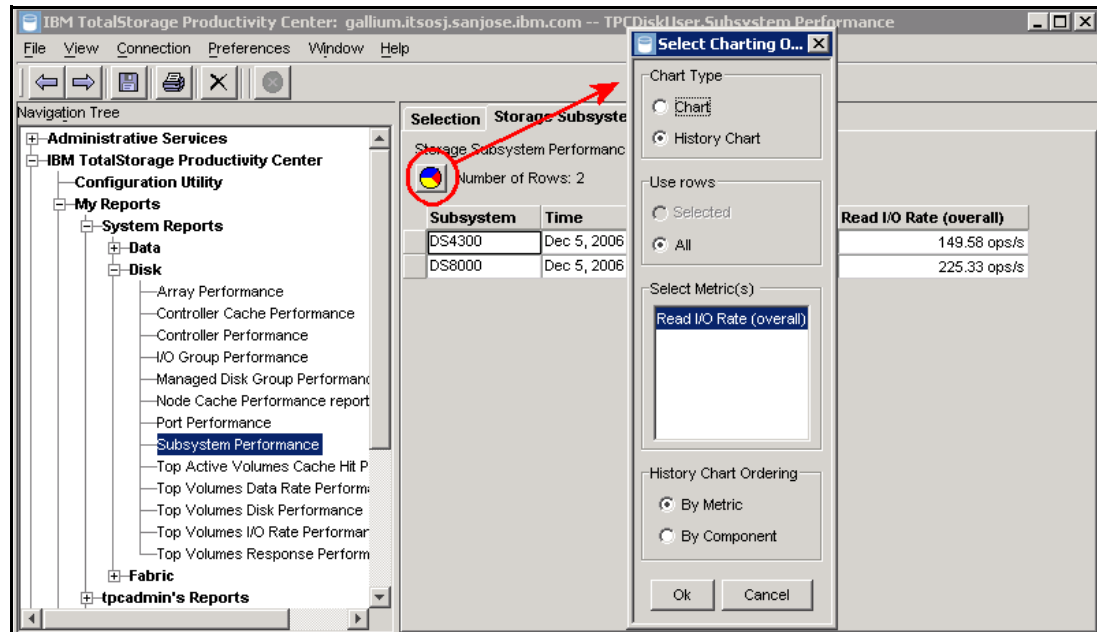 IBM TotalStorage Productivity Center: gallium.itsosj.sanjose.ibm.com -- TPCDiskUser.Subsystem Performance
File View Connection Preferences Window Help
Navigation Tree
Administrative Services
IBM TotalStorage Productivity Center
Configuration Utility
My Reports
System Reports
Data
Disk
Array Performance
Controller Cache Performance
Controller Performance
I/O Group Performance
Managed Disk Group Performanc
Node Cache Performance report
Port Performance
Subsystem Performance
Top Active Volumes Cache Hit P
Top Volumes Data Rate Performa
Top Volumes Disk Performance
Top Volumes I/O Rate Performar
Top Volumes Response Perform
Fabric
tpcadmin's Reports
Selection Storage Subsyste
Storage Subsystem Performanc
Number of Rows: 2
Subsystem Time Read I/O Rate (overall)
DS4300 Dec 5, 2006 149.58 ops/s
DS8000 Dec 5, 2006 225.33 ops/s
Select Charting O...
Chart Type
Chart
History Chart
Use rows
Selected
All
Select Metric(s)
Read I/O Rate (overall)
History Chart Ordering
By Metric
By Component
Ok Cancel